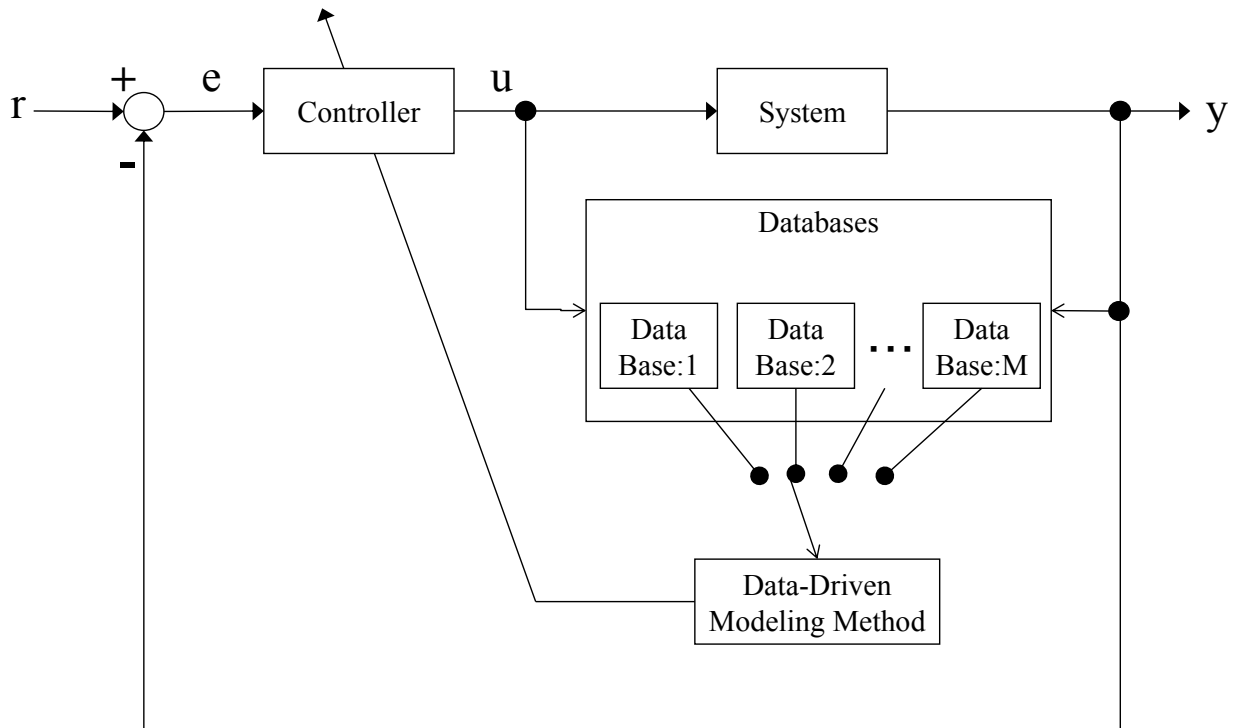 r
+
-
e
Controller
u
System
y
Databases
Data
Base:1
Data
Base:2
...
Data
Base:M
Data-Driven
Modeling Method